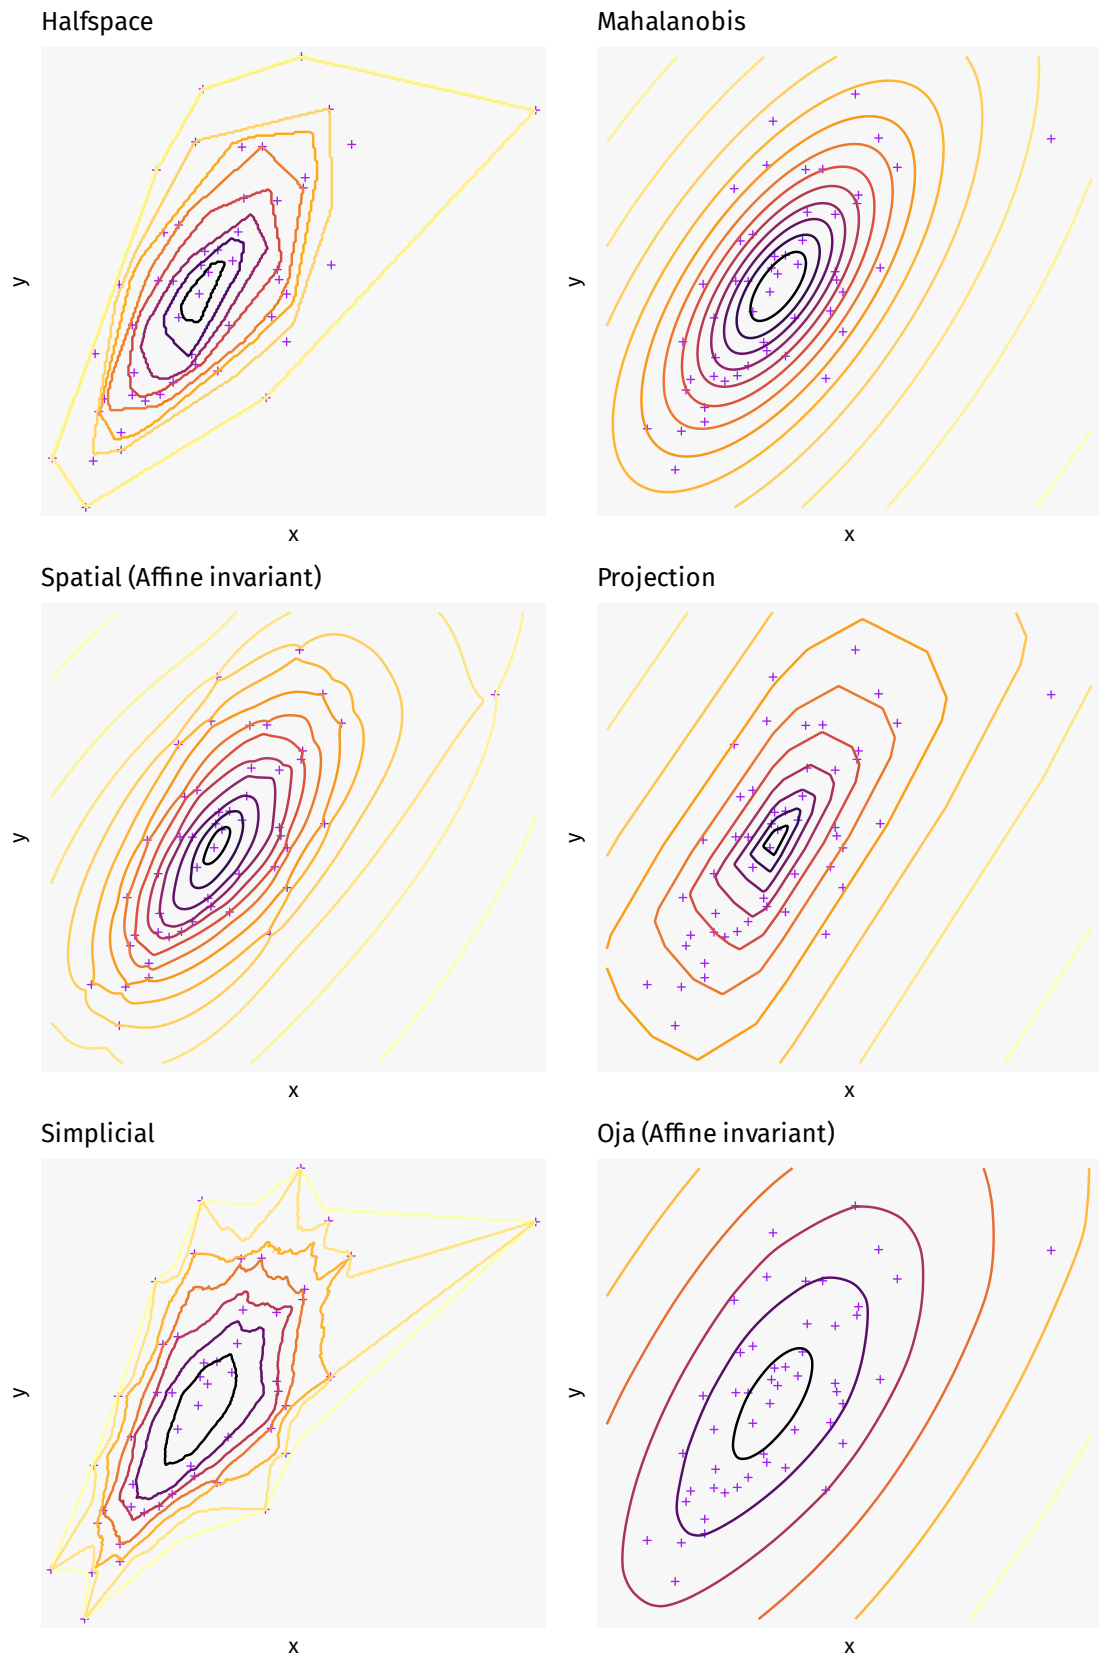 Halfspace
Mahalanobis
y
x
y
x
Spatial (Affine invariant)
Projection
y
x
y
x
Simplicial
Oja (Affine invariant)
y
x
y
x